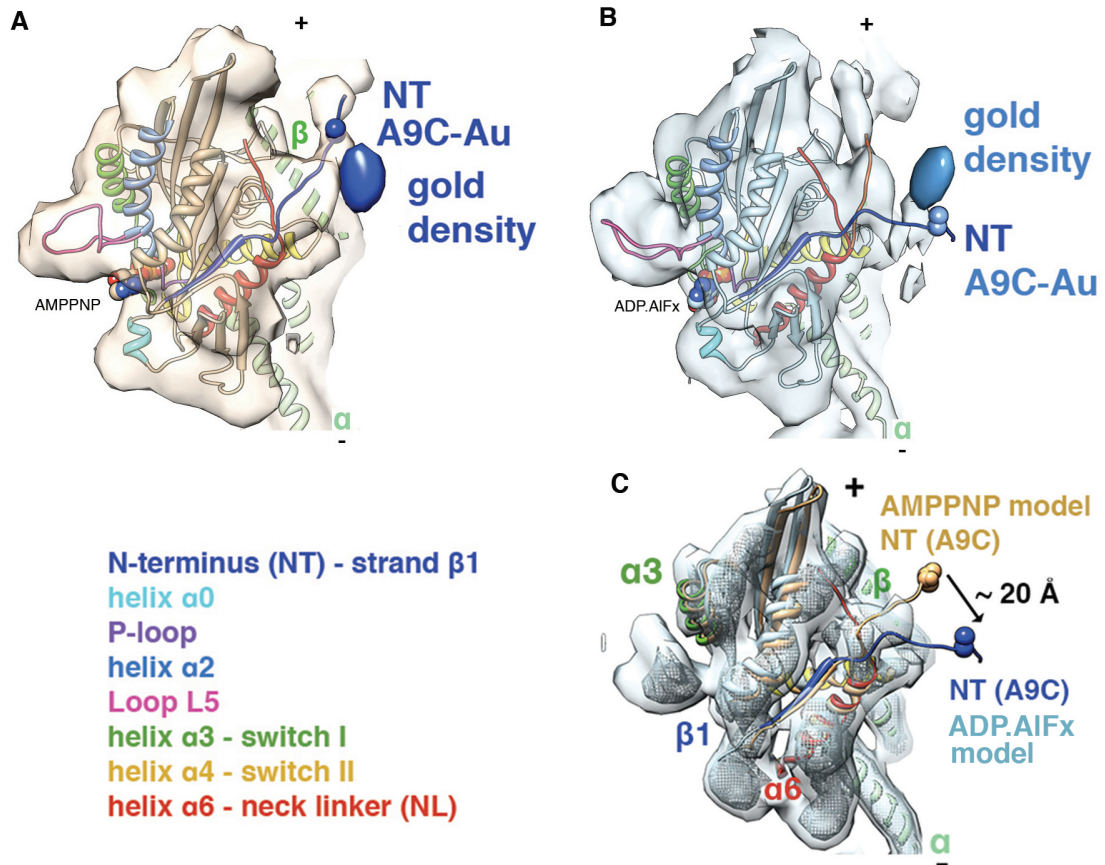 A
+
NT
A9C-Au
β
gold
density
AMPPNP
α
-
B
+
gold
density
NT
A9C-Au
ADP.AlFx
α
-
N-terminus (NT) - strand β1
helix α0
P-loop
helix α2
Loop L5
helix α3 - switch I
helix α4 - switch II
helix α6 - neck linker (NL)
C
+
AMPPNP model
NT (A9C)
α3
β
~ 20 Å
NT (A9C)
ADP.AlFx
model
β1
α6
α
-